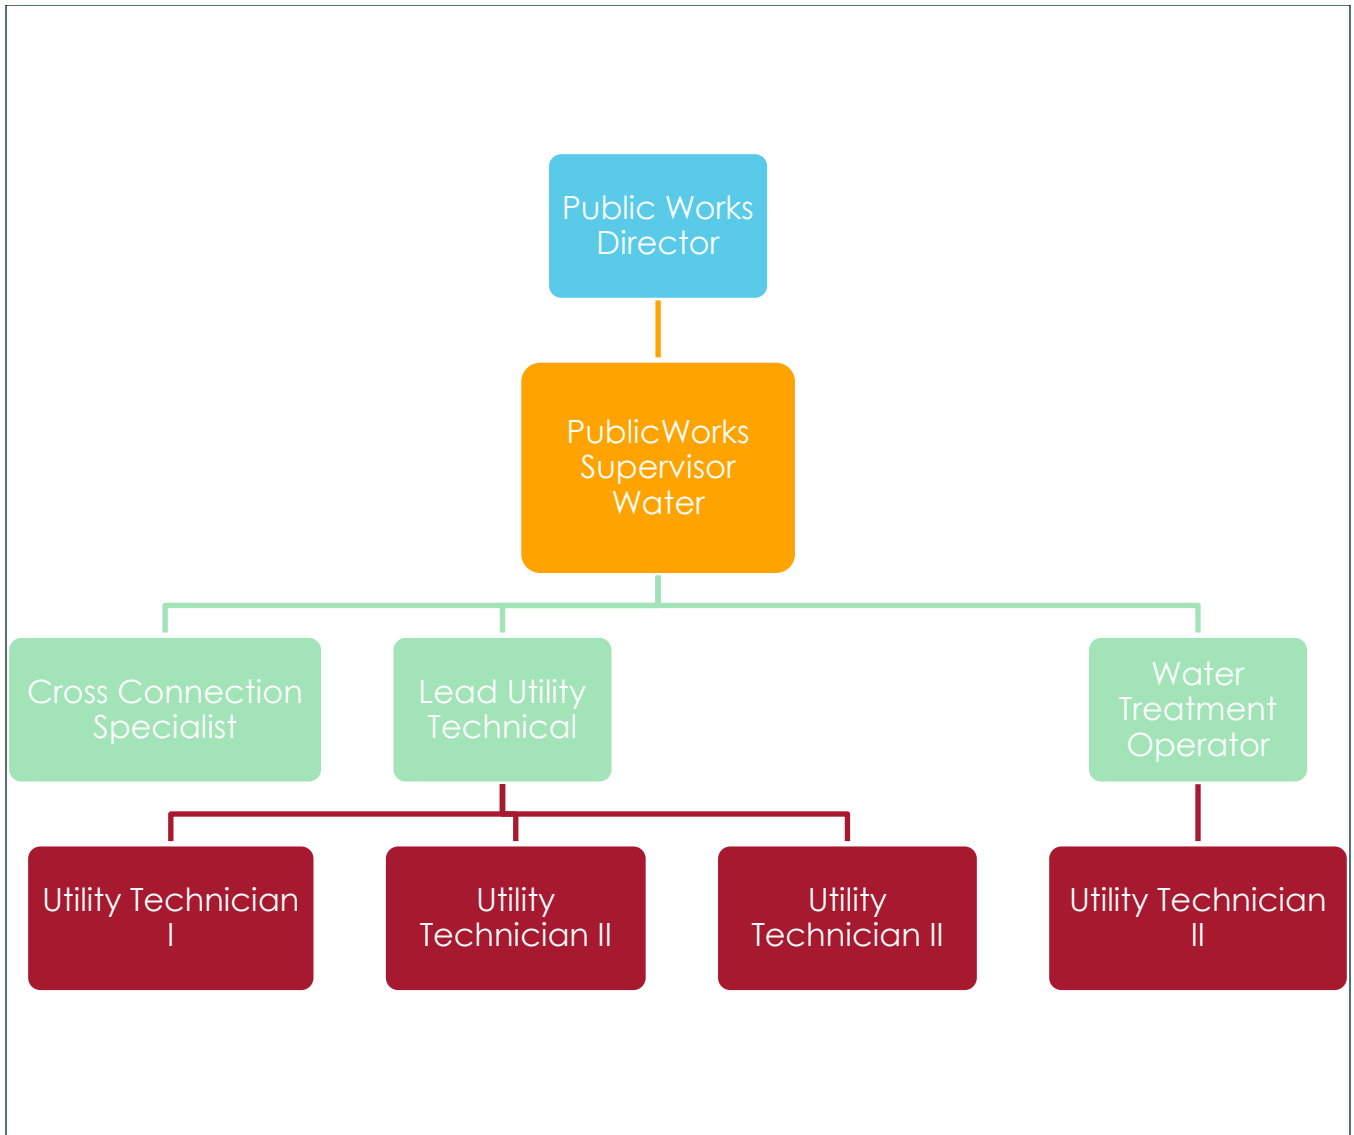 Public Works
Director
PublicWorks
Supervisor
Water
Cross Connection
Specialist
Lead Utility
Technical
Water
Treatment
Operator
Utility Technician
I
Utility
Technician II
Utility
Technician II
Utility Technician
II